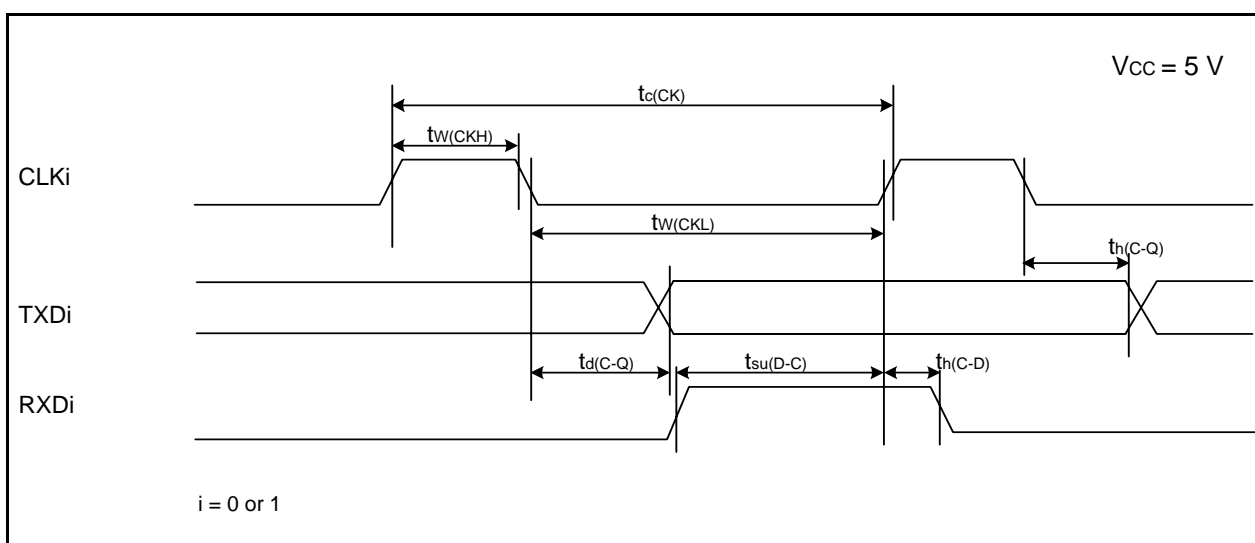 VCC = 5 V
tc(CK)
tW(CKH)
CLKi
tW(CKL)
th(C-Q)
TXDi
td(C-Q)
tsu(D-C)
th(C-D)
RXDi
i = 0 or 1